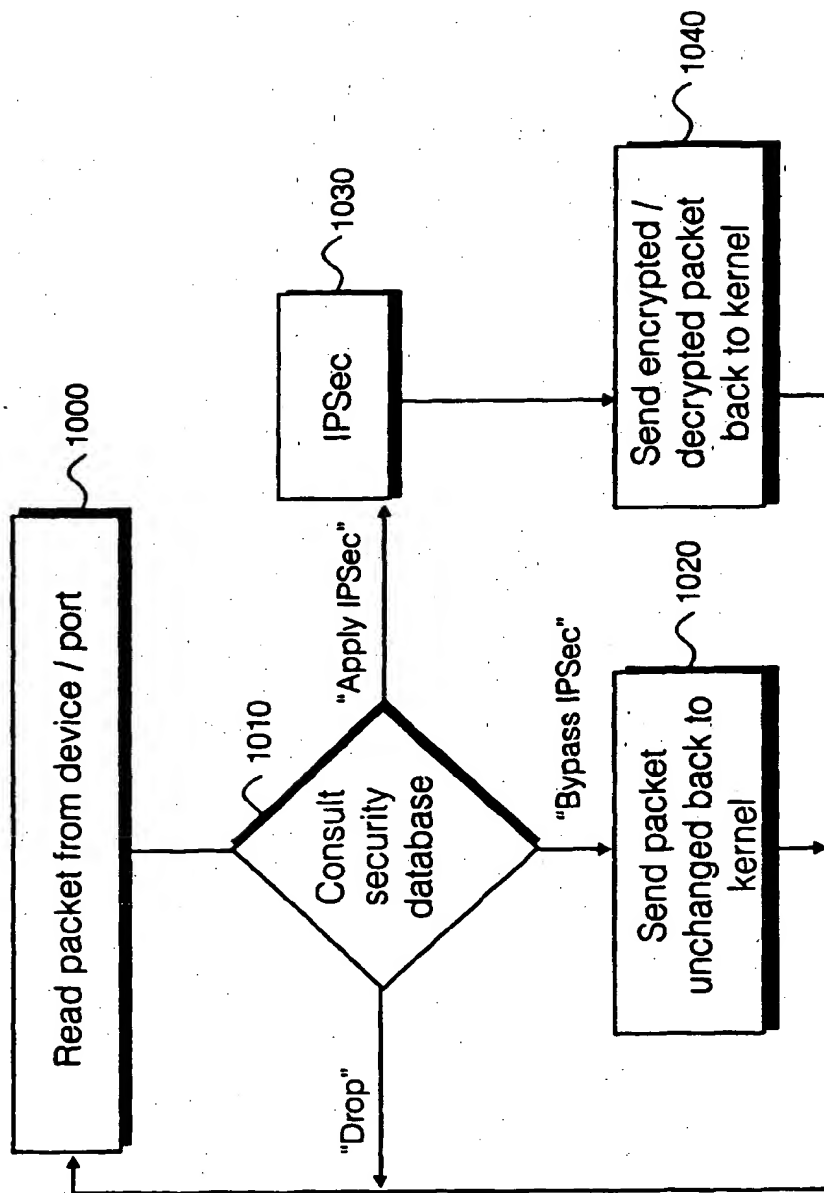 1000
Read packet from device / port
1010
Consult
security
database
"Drop"
"Apply IPSec"
1030
IPSec
"Bypass IPSec"
1020
Send packet
unchanged back to
kernel
1040
Send encrypted /
decrypted packet
back to kernel